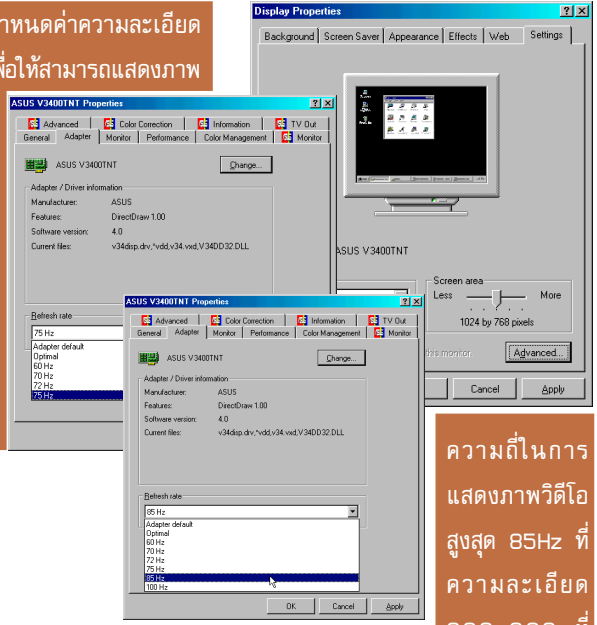 กำหนดค่าความละเอียด
พื่อให้สามารถแสดงภาพ
Display Properties
Background Screen Saver Appearance Effects Web Settings
ASUS V3400TNT
Screen area
Less More
1024 by 768 pixels
this monitor
Advanced...
Cancel Apply
ASUS V3400TNT Properties
Advanced Color Correction Information TV Out
General Adapter Monitor Performance Color Management Monitor
ASUS V3400TNT
Change...
Adapter / Driver information
Manufacturer: ASUS
Features: DirectDraw 1.00
Software version: 4.0
Current files: v34disp.drv,*vdd,v34.vxd,V34DD32.DLL
Refresh rate
75 Hz
Adapter default
Optimal
60 Hz
70 Hz
72 Hz
75 Hz
ASUS V3400TNT Properties
Advanced Color Correction Information TV Out
General Adapter Monitor Performance Color Management Monitor
ASUS V3400TNT
Change...
Adapter / Driver information
Manufacturer: ASUS
Features: DirectDraw 1.00
Software version: 4.0
Current files: v34disp.drv,*vdd,v34.vxd,V34DD32.DLL
Refresh rate
85 Hz
Adapter default
Optimal
60 Hz
70 Hz
72 Hz
75 Hz
85 Hz
100 Hz
OK Cancel Apply
ความถี่ในการ
แสดงภาพวิดีโอ
สูงสุด 85Hz ที่
ความละเอียด
ที่